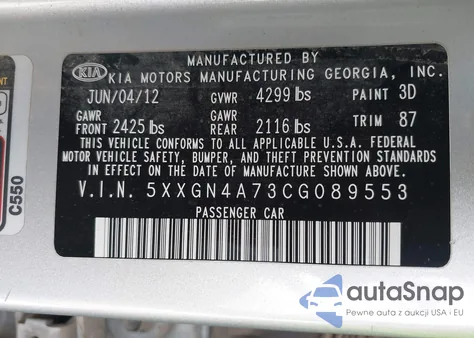 MANUFACTURED BY
KIA KIA MOTORS MANUFACTURING GEORGIA, INC.
JUN/04/12 GVWR 4299 lbs PAINT 3D
GAWR FRONT 2425 lbs GAWR REAR 2116 lbs TRIM 87
THIS VEHICLE CONFORMS TO ALL APPLICABLE U.S.A. FEDERAL
MOTOR VEHICLE SAFETY, BUMPER, AND THEFT PREVENTION STANDARDS
IN EFFECT ON THE DATE OF MANUFACTURE SHOWN ABOVE.
V.I.N. 5XXGN4A73CG089553
PASSENGER CAR
C550
autoSnap
Pewne auta z aukcji USA i EU